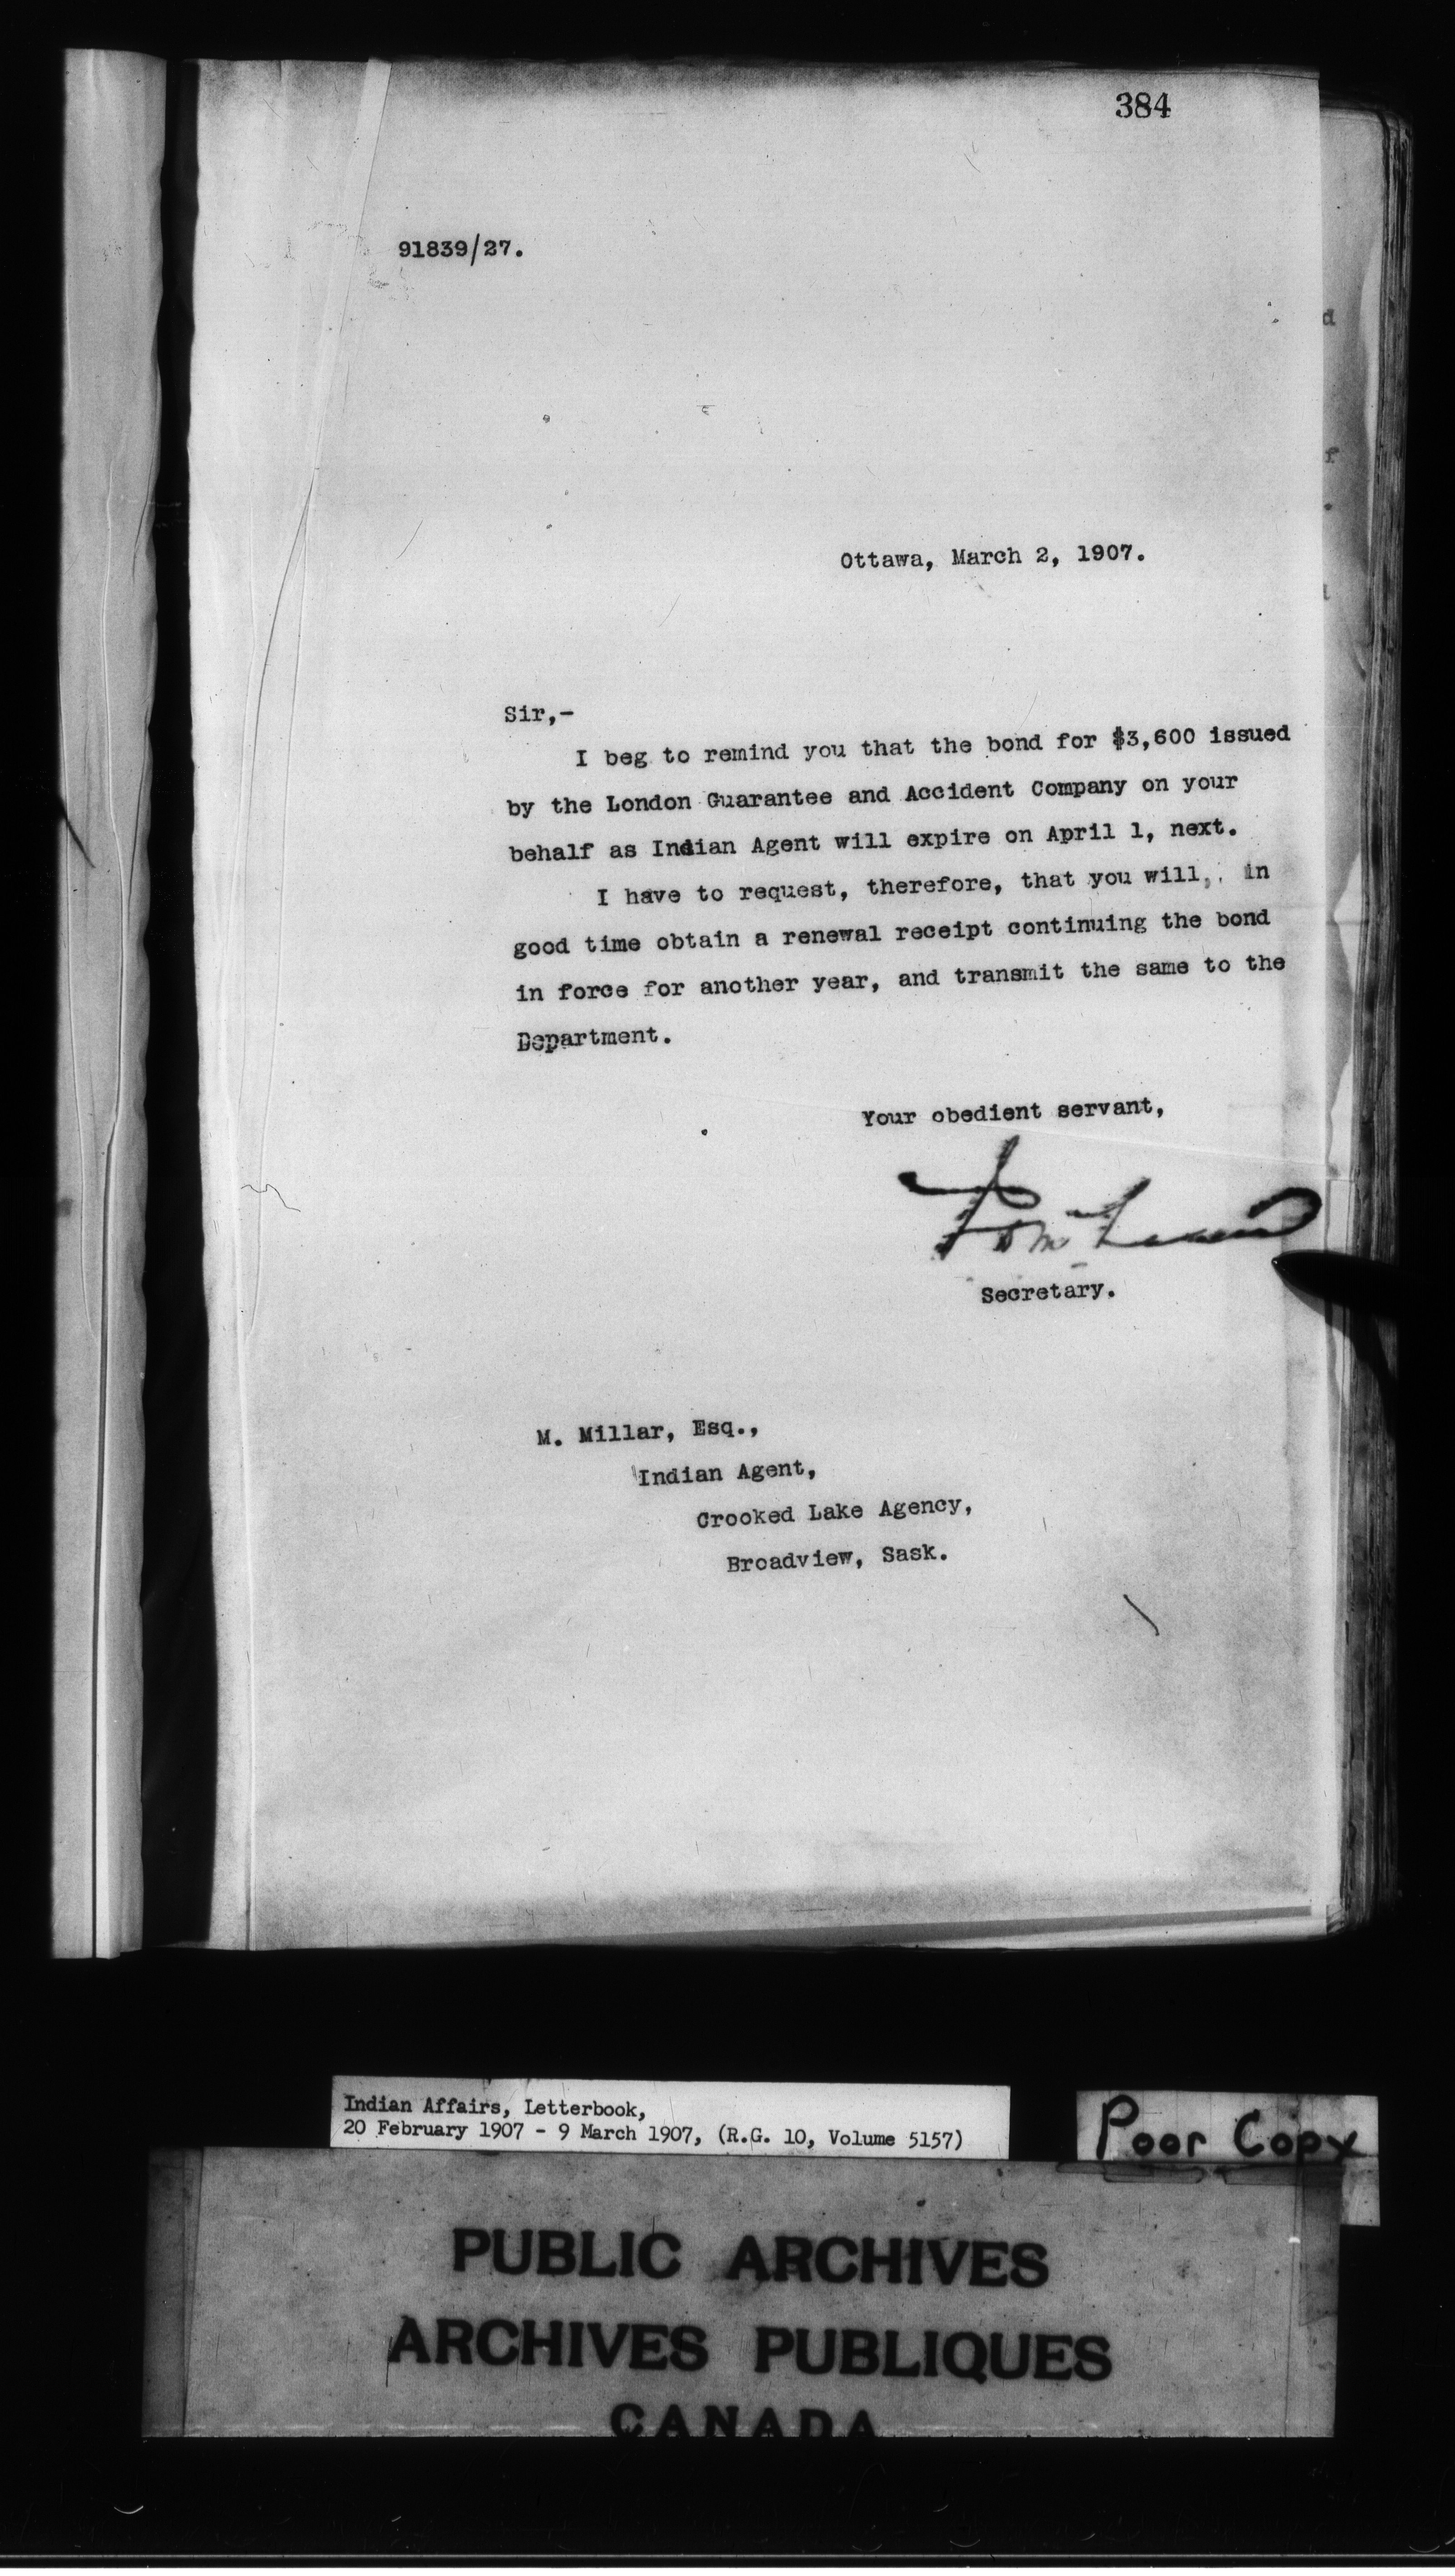 384
91839/27.
Ottawa, March 2, 1907.
Sir,-
I beg to remind you that the bond for $3,600 issued
by the London Guarantee and Accident Company on your
behalf as Indian Agent will expire on April 1, next.
I have to request, therefore, that you will, in
good time obtain a renewal receipt continuing the bond
in force for another year, and transmit the same to the
Department.
Your obedient servant,
Secretary.
M. Millar, Esq.,
Indian Agent,
Crooked Lake Agency,
Broadview, Sask.
Indian Affairs, Letterbook,
20 February 1907 - 9 March 1907, (R.G. 10, Volume 5157)
Poor Copy
PUBLIC ARCHIVES
ARCHIVES PUBLIQUES
CANADA